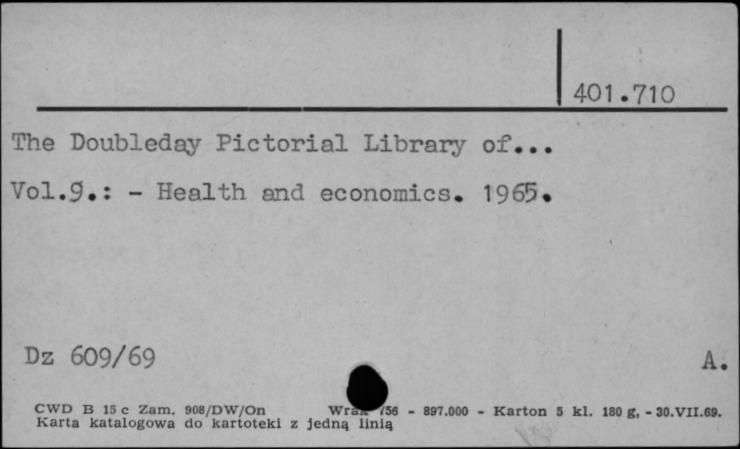 401.710
The Doubleday Pictorial Library of...
Vol.9.: - Health and economics. 1965.
Dz 609/69
A.
CWD B 15 c Zam. 908/DW/On 756 - 897.000 - Karton 5 kl. 180 g, - 30.VII.69.
Karta katalogowa do kartoteki z jedną linią